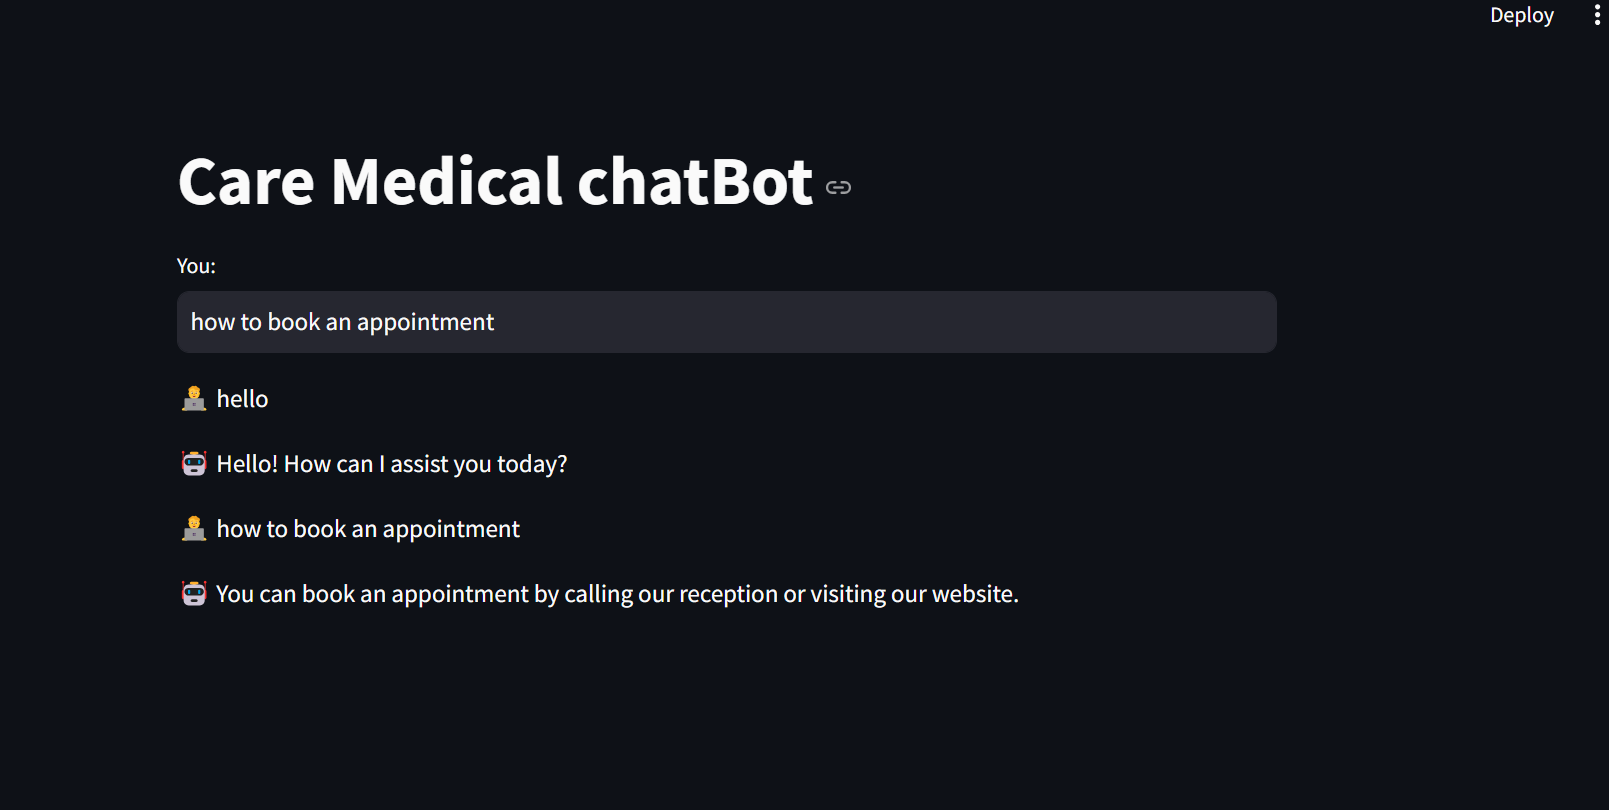 Deploy
Care Medical chatBot
You:
how to book an appointment
hello
Hello! How can I assist you today?
how to book an appointment
You can book an appointment by calling our reception or visiting our website.